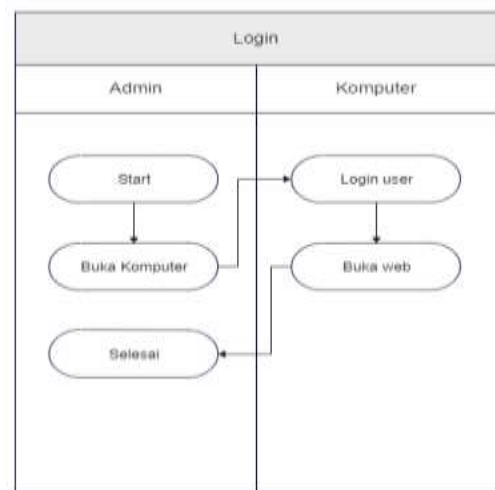 Login
Admin
Komputer
Start
Login user
Buka Komputer
Buka web
Selesai